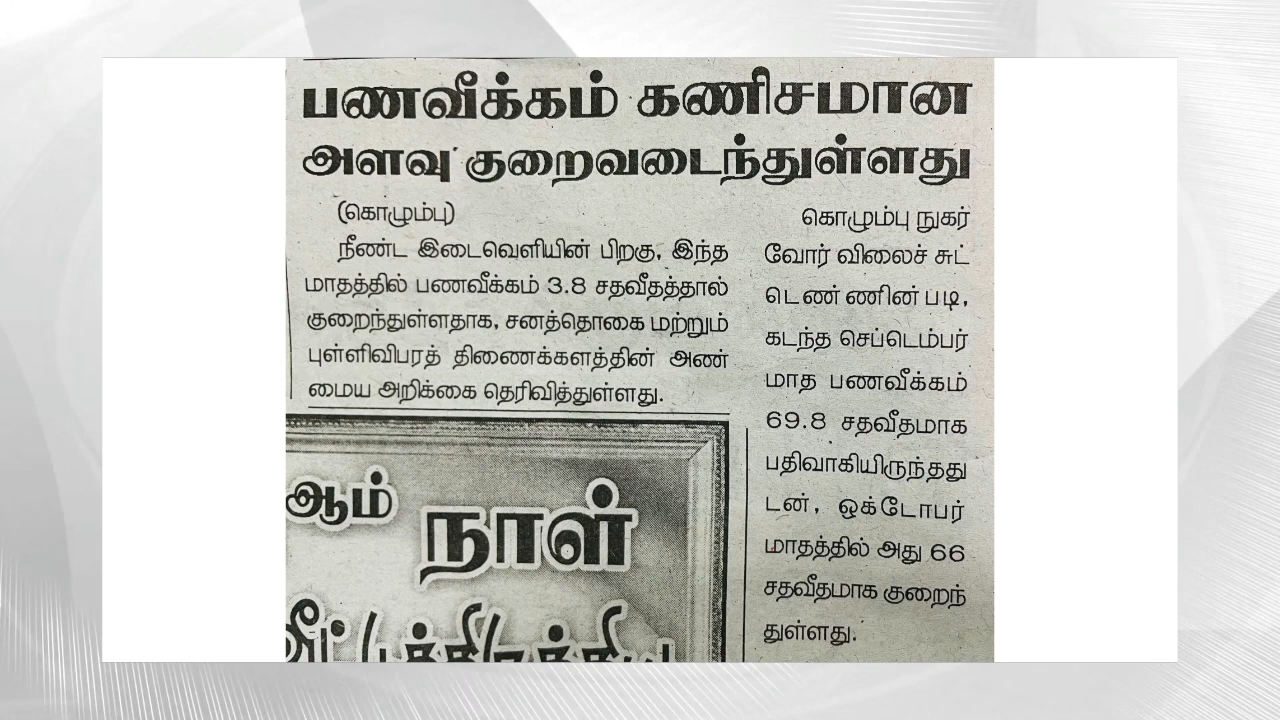 பணவீக்கம் கணிசமான
அளவு குறைவடைந்துள்ளது
(கொழும்பு)
நீண்ட இடைவெளியின் பிறகு, இந்த
மாதத்தில் பணவீக்கம் 3.8 சதவீதத்தால்
குறைந்துள்ளதாக, சனத்தொகை மற்றும்
புள்ளிவிபரத் திணைக்களத்தின் அண்
மைய அறிக்கை தெரிவித்துள்ளது.
கொழும்பு நுகர்
வோர் விலைச் சுட்
டெண் ணின் படி,
கடந்த செப்டெம்பர்
மாத பணவீக்கம்
69.8 சதவீதமாக
பதிவாகியிருந்தது
டன், ஒக்டோபர்
மாதத்தில் அது 66
சதவீதமாக குறைந்
துள்ளது.
ஆம் நாள்